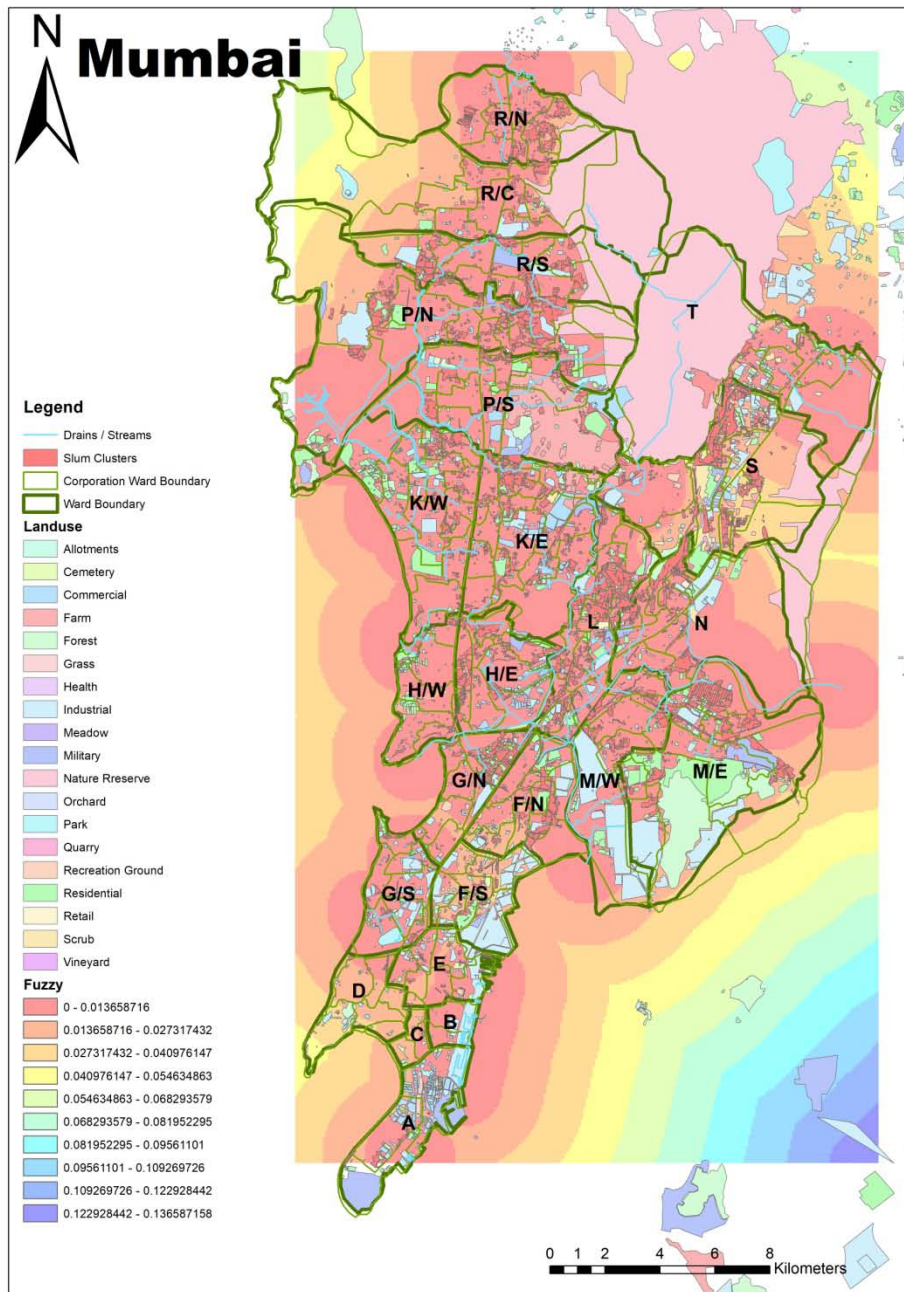 N
Mumbai
R/N
R/C
R/S
P/N
T
P/S
S
K/W
K/E
L
N
H/W
H/E
G/N
F/N
M/W
M/E
G/S
F/S
E
D
C
B
A
Legend
Drains / Streams
Slum Clusters
Corporation Ward Boundary
Ward Boundary
Landuse
Allotments
Cemetery
Commercial
Farm
Forest
Grass
Health
Industrial
Meadow
Military
Nature Rreserve
Orchard
Park
Quarry
Recreation Ground
Residential
Retail
Scrub
Vineyard
Fuzzy
0 - 0.013658716
0.013658716 - 0.027317432
0.027317432 - 0.040976147
0.040976147 - 0.054634863
0.054634863 - 0.068293579
0.068293579 - 0.081952295
0.081952295 - 0.09561101
0.09561101 - 0.109269726
0.109269726 - 0.122928442
0.122928442 - 0.136587158
0 1 2 4 6 8
Kilometers